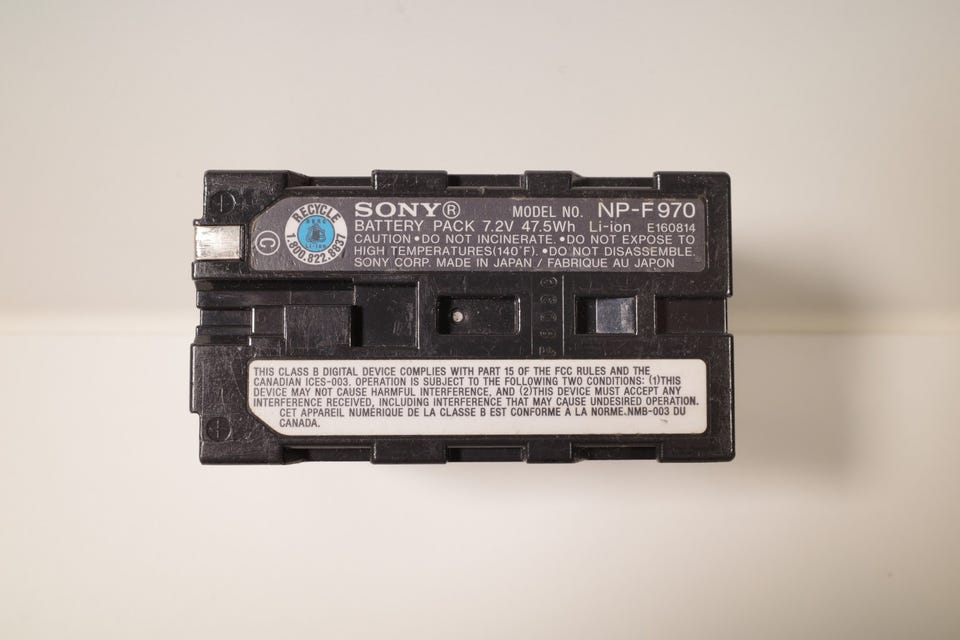 RECYCLE
1.800.822.8837
Li-ion
C
SONY® MODEL NO. NP-F970
BATTERY PACK 7.2V 47.5Wh Li-ion E160814
CAUTION •DO NOT INCINERATE. •DO NOT EXPOSE TO
HIGH TEMPERATURES(140°F). •DO NOT DISASSEMBLE.
SONY CORP. MADE IN JAPAN / FABRIQUÉ AU JAPON
THIS CLASS B DIGITAL DEVICE COMPLIES WITH PART 15 OF THE FCC RULES AND THE
CANADIAN ICES-003. OPERATION IS SUBJECT TO THE FOLLOWING TWO CONDITIONS: (1)THIS
DEVICE MAY NOT CAUSE HARMFUL INTERFERENCE, AND (2)THIS DEVICE MUST ACCEPT ANY
INTERFERENCE RECEIVED, INCLUDING INTERFERENCE THAT MAY CAUSE UNDESIRED OPERATION.
CET APPAREIL NUMÉRIQUE DE LA CLASSE B EST CONFORME À LA NORME.NMB-003 DU
CANADA.